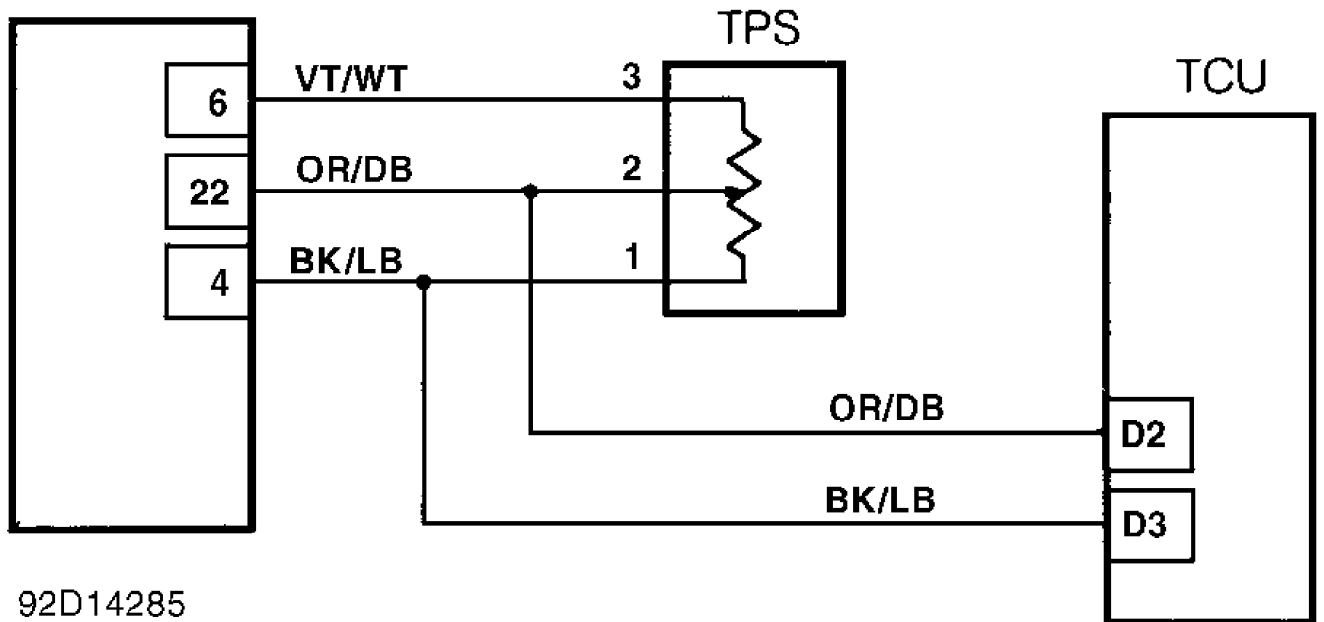 TPS
TCU
6
VT/WT
3
22
OR/DB
2
4
BK/LB
1
OR/DB
D2
BK/LB
D3
92D14285